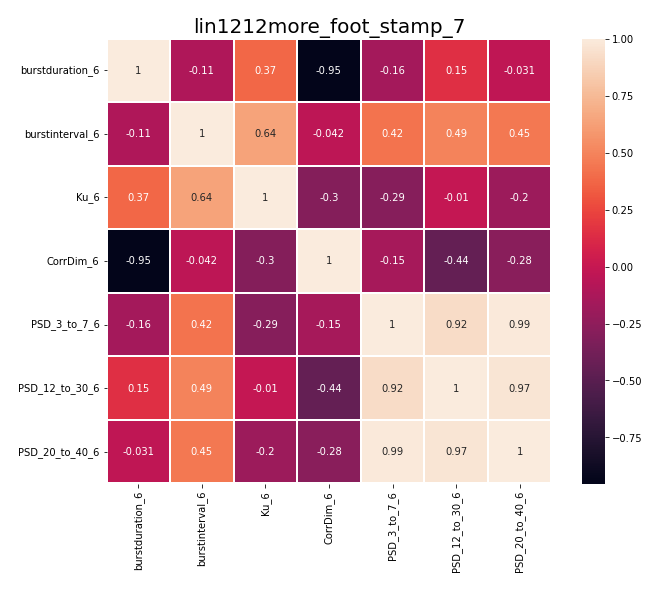 lin1212more_foot_stamp_7
burstduration_6 1 -0.11 0.37 -0.95 -0.16 0.15 -0.031
burstinterval_6 -0.11 1 0.64 -0.042 0.42 0.49 0.45
Ku_6 0.37 0.64 1 -0.3 -0.29 -0.01 -0.2
CorrDim_6 -0.95 -0.042 -0.3 1 -0.15 -0.44 -0.28
PSD_3_to_7_6 -0.16 0.42 -0.29 -0.15 1 0.92 0.99
PSD_12_to_30_6 0.15 0.49 -0.01 -0.44 0.92 1 0.97
PSD_20_to_40_6 -0.031 0.45 -0.2 -0.28 0.99 0.97 1
burstduration_6
burstinterval_6
Ku_6
CorrDim_6
PSD_3_to_7_6
PSD_12_to_30_6
PSD_20_to_40_6
1.00
0.75
0.50
0.25
0.00
−0.25
−0.50
−0.75